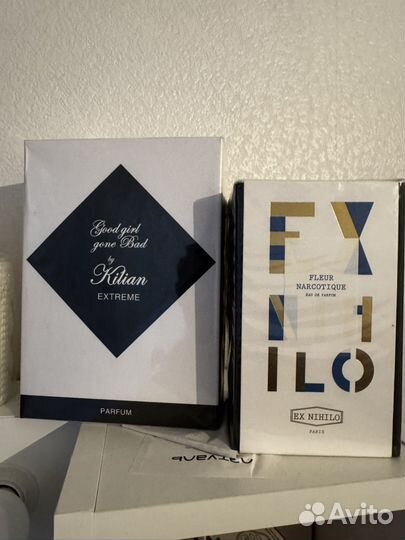 Good girl
gone Bad
by
Kilian
EXTREME
PARFUM
EX
N I H
ILO
FLEUR
NARCOTIQUE
EAU DE PARFUM
EX NIHILO
PARIS
лэтуаль
Avito